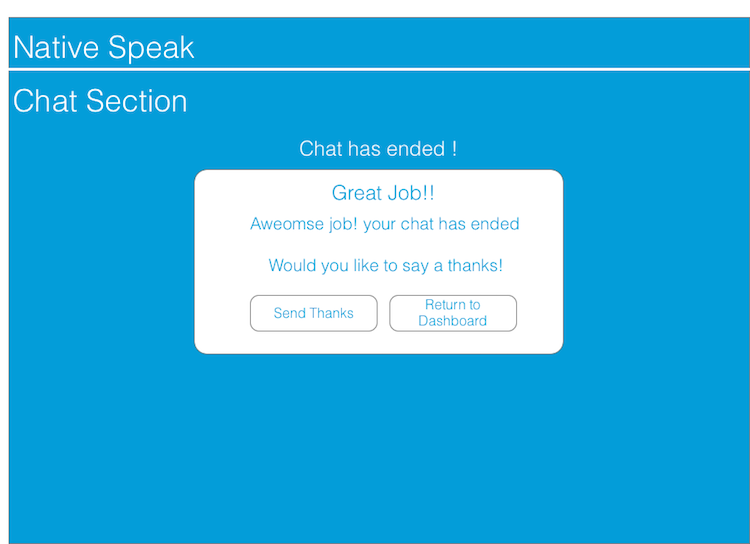 Native Speak
Chat Section
Chat has ended !
Great Job!!
Aweomse job! your chat has ended
Would you like to say a thanks!
Send Thanks
Return to
Dashboard